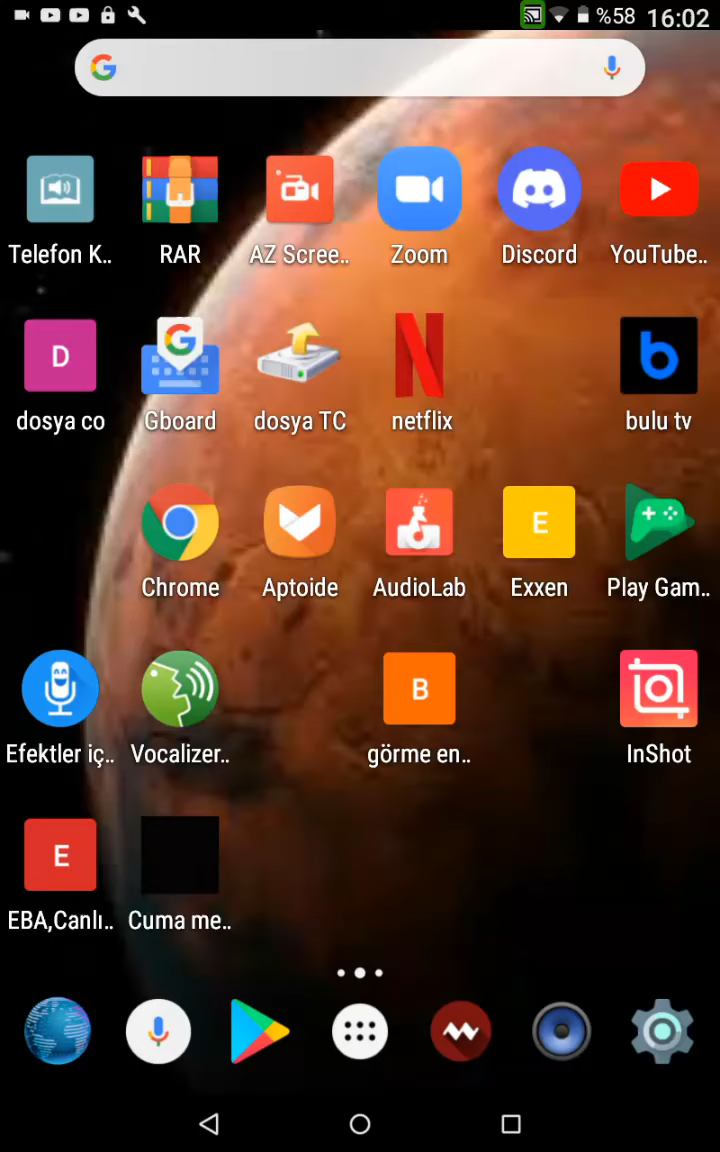 %58 16:02
Telefon K.. RAR AZ Scree.. Zoom Discord YouTube..
D
dosya co Gboard dosya TC netflix bulu tv
E
Chrome Aptoide AudioLab Exxen Play Gam..
B
Efektler iç.. Vocalizer.. görme en.. InShot
E
EBA,Canlı.. Cuma me..